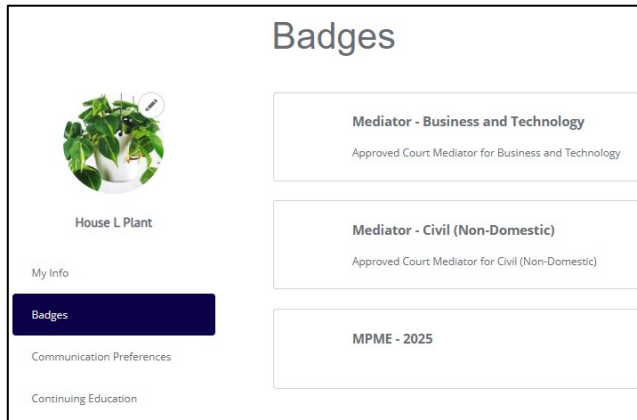 Badges
House L Plant
My Info
Badges
Communication Preferences
Continuing Education
Mediator - Business and Technology
Approved Court Mediator for Business and Technology
Mediator - Civil (Non-Domestic)
Approved Court Mediator for Civil (Non-Domestic)
MPME - 2025